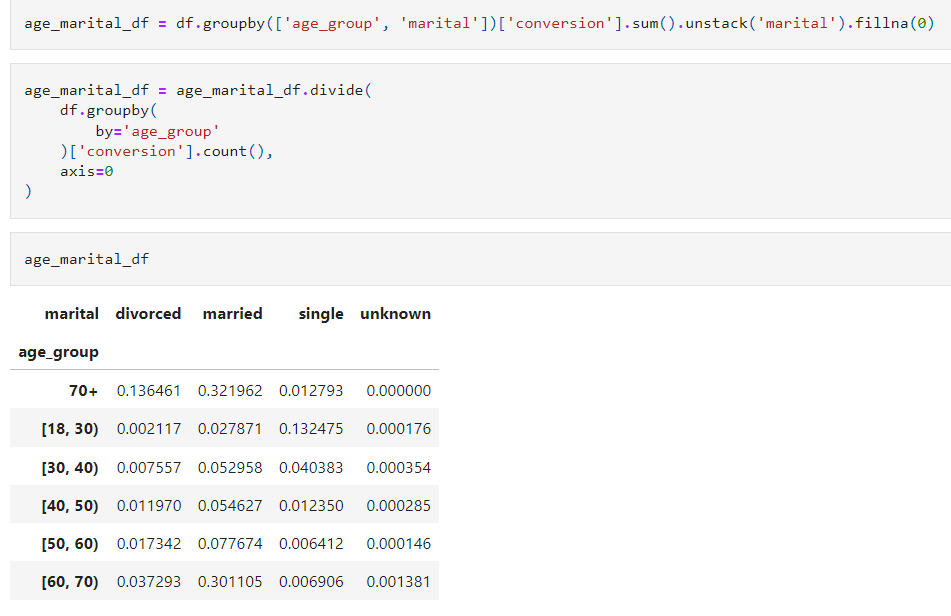 age_marital_df = df.groupby(['age_group', 'marital'])['conversion'].sum().unstack('marital').fillna(0)
age_marital_df = age_marital_df.divide(
    df.groupby(
        by='age_group'
    )['conversion'].count(),
    axis=0
)
age_marital_df
marital divorced married single unknown
age_group
70+ 0.136461 0.321962 0.012793 0.000000
[18, 30) 0.002117 0.027871 0.132475 0.000176
[30, 40) 0.007557 0.052958 0.040383 0.000354
[40, 50) 0.011970 0.054627 0.012350 0.000285
[50, 60) 0.017342 0.077674 0.006412 0.000146
[60, 70) 0.037293 0.301105 0.006906 0.001381